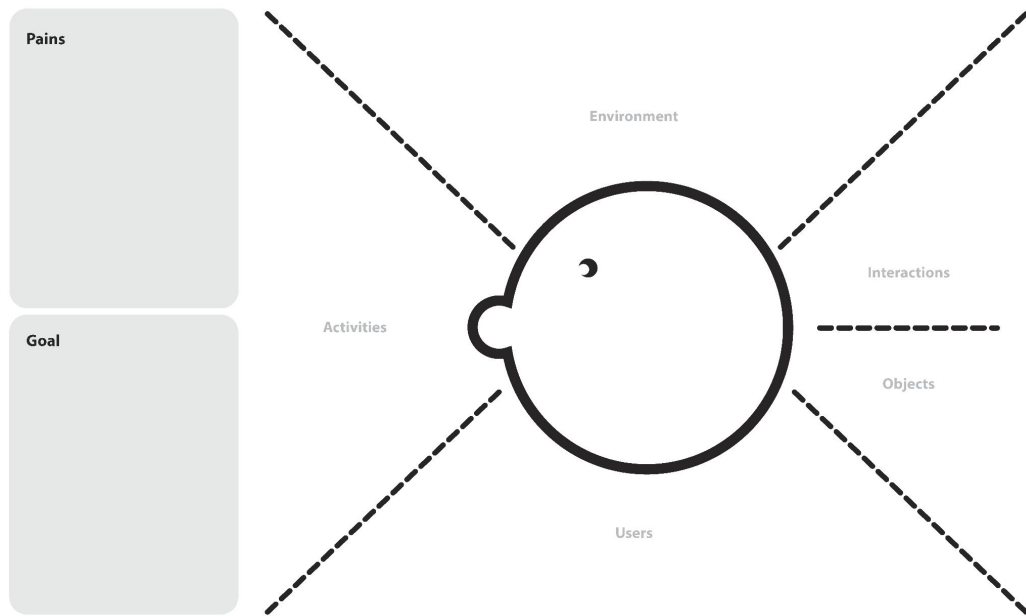 Pains
Goal
Environment
Activities
Interactions
Objects
Users